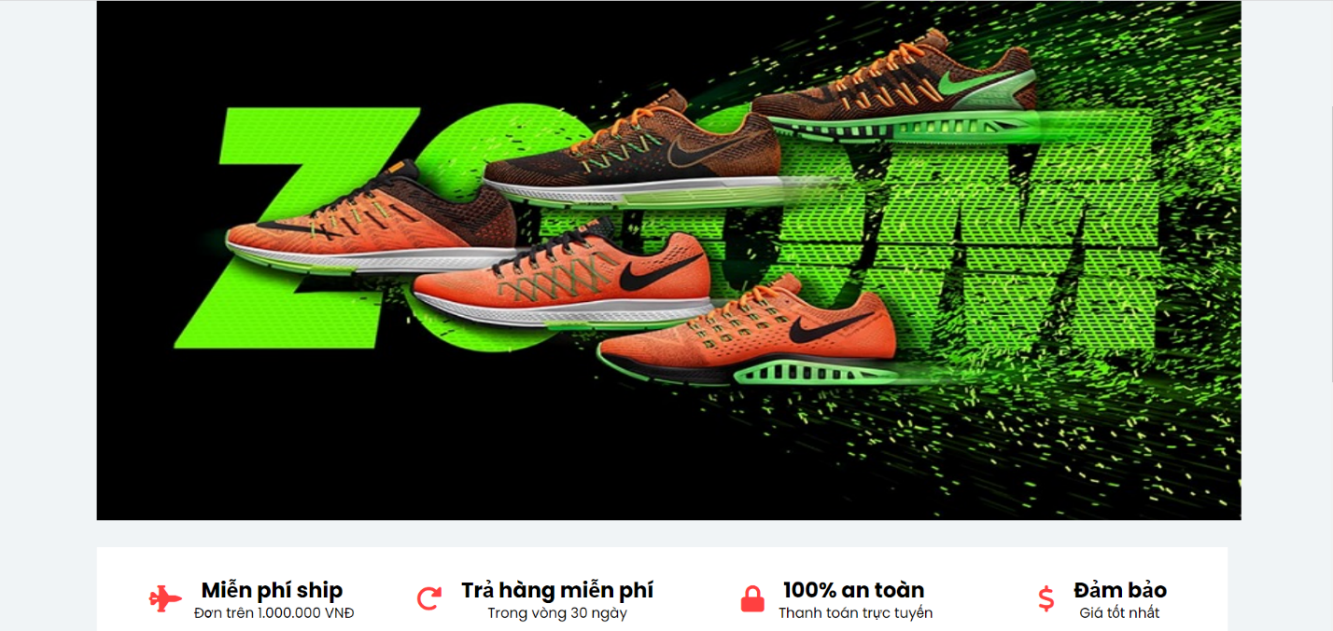 ZOOM
Miễn phí ship
Đơn trên 1.000.000 VNĐ
Trả hàng miễn phí
Trong vòng 30 ngày
100% an toàn
Thanh toán trực tuyến
Đảm bảo
Giá tốt nhất